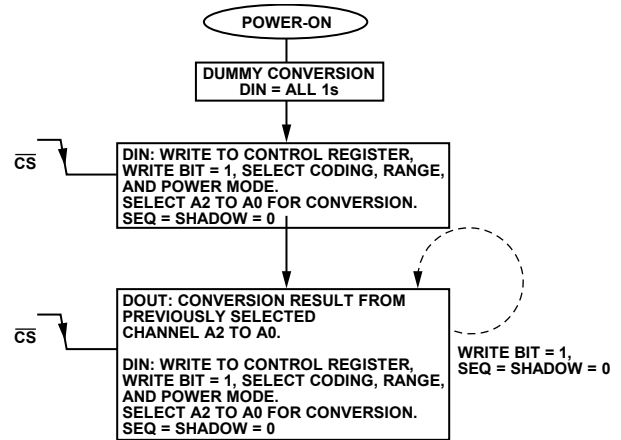 POWER-ON
DUMMY CONVERSION
DIN = ALL 1s
CS
DIN: WRITE TO CONTROL REGISTER,
WRITE BIT = 1, SELECT CODING, RANGE,
AND POWER MODE.
SELECT A2 TO A0 FOR CONVERSION.
SEQ = SHADOW = 0
CS
DOUT: CONVERSION RESULT FROM
PREVIOUSLY SELECTED
CHANNEL A2 TO A0.
DIN: WRITE TO CONTROL REGISTER,
WRITE BIT = 1, SELECT CODING, RANGE,
AND POWER MODE.
SELECT A2 TO A0 FOR CONVERSION.
SEQ = SHADOW = 0
WRITE BIT = 1,
SEQ = SHADOW = 0